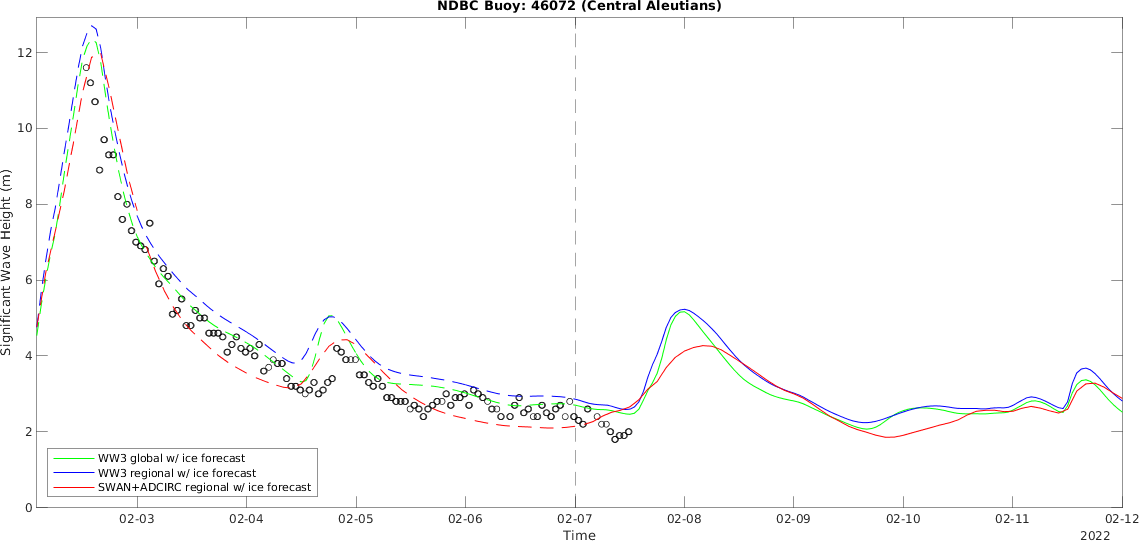 NDBC Buoy: 46072 (Central Aleutians)
12
10
8
6
4
2
0
Significant Wave Height (m)
WW3 global w/ ice forecast
WW3 regional w/ ice forecast
SWAN+ADCIRC regional w/ ice forecast
02-03 02-04 02-05 02-06 02-07 02-08 02-09 02-10 02-11 02-12
Time
2022